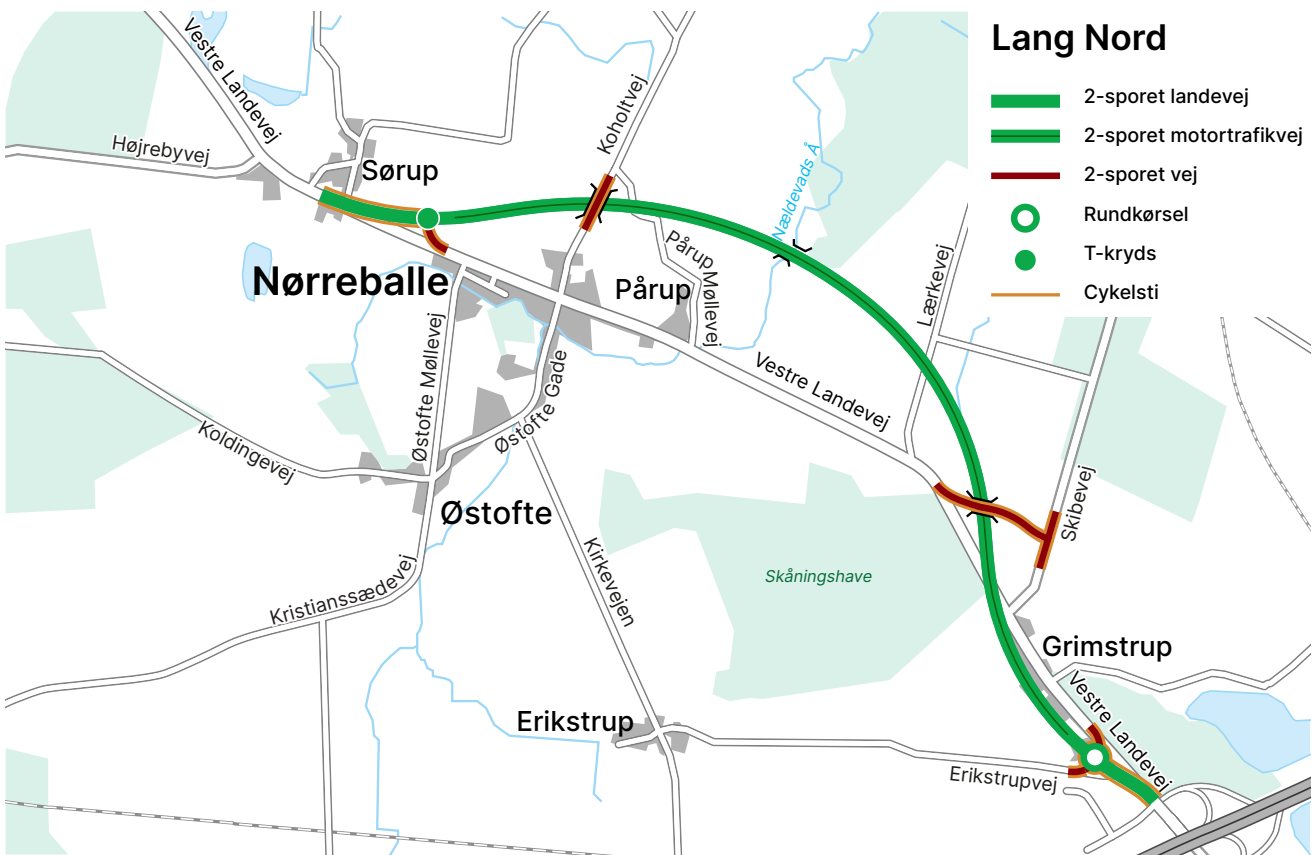 Lang Nord
2-sporet landevej
2-sporet motortrafikvej
2-sporet vej
Rundkørsel
T-kryds
Cykelsti
Vestre Landevej
Højrebyvej
Sørup
Koholtvej
Nældevads Å
Nørreballe
Pårup
Pårup Møllevej
Lærkevej
Vestre Landevej
Østofte Møllevej
Østofte Gade
Koldingevej
Østofte
Skibevej
Kirkevejen
Skåningshave
Kristianssædevej
Grimstrup
Vestre Landevej
Erikstrup
Erikstrupvej